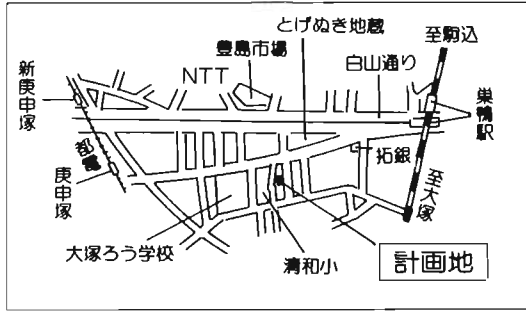 とげぬき地蔵
至駒込
豊島市場
NTT
白山通り
新庚申塚
巣鴨駅
都電
拓銀
庚申塚
至大塚
大塚ろう学校
清和小
計画地